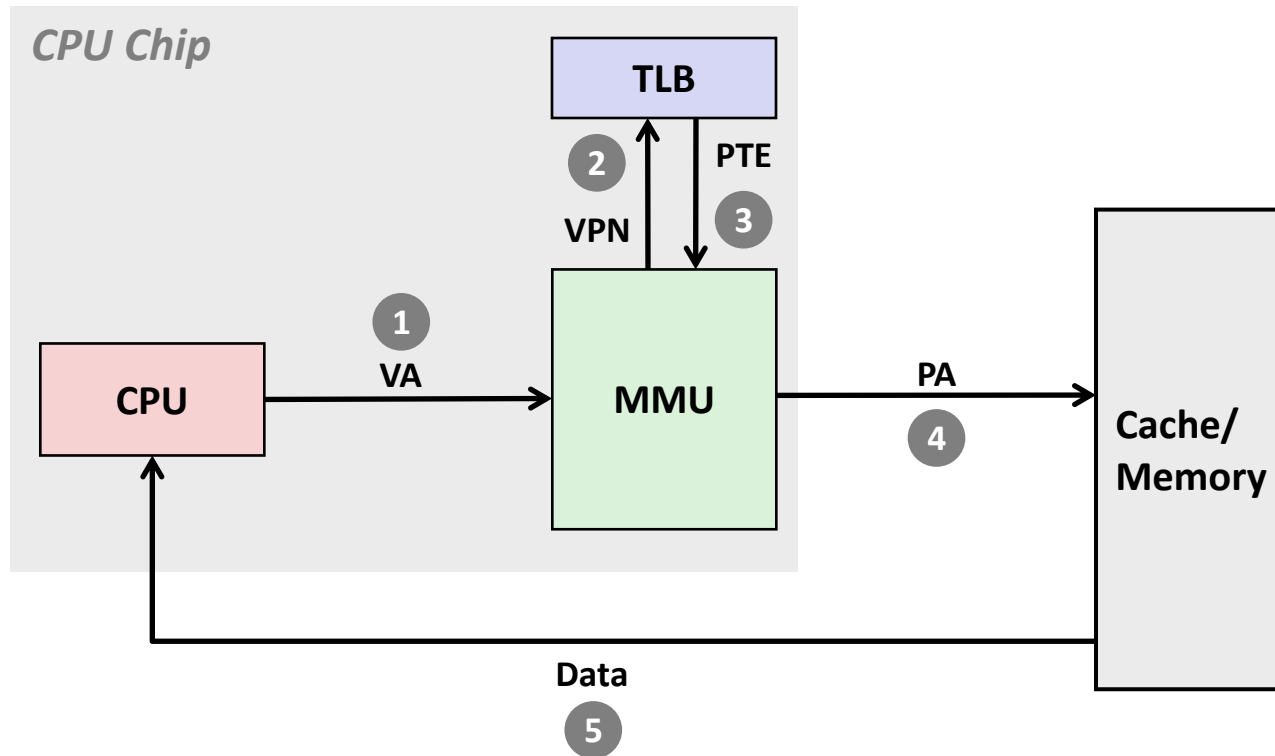 CPU Chip
TLB
2
PTE
VPN
3
1
VA
CPU
MMU
PA
4
Cache/
Memory
Data
5